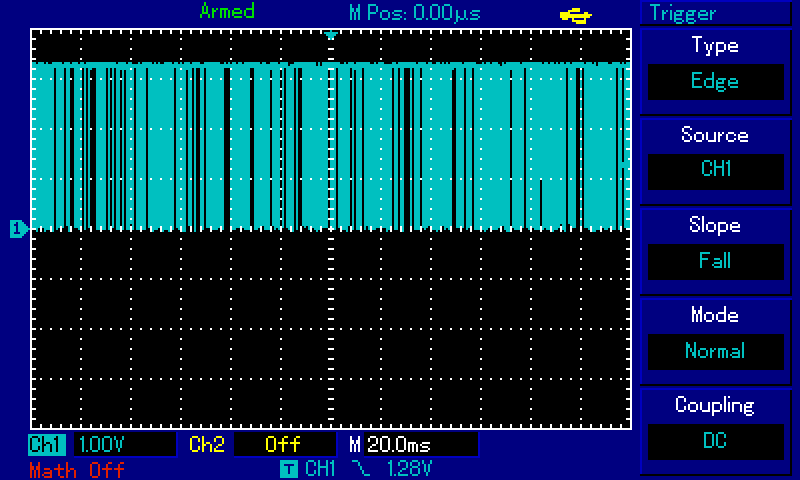 Armed M Pos: 0.00µs Trigger
Type
Edge
Source
CH1
Slope
Fall
Mode
Normal
Coupling
DC
1
Ch1 1.00V Ch2 Off M 20.0ms
Math Off T CH1 1.28V